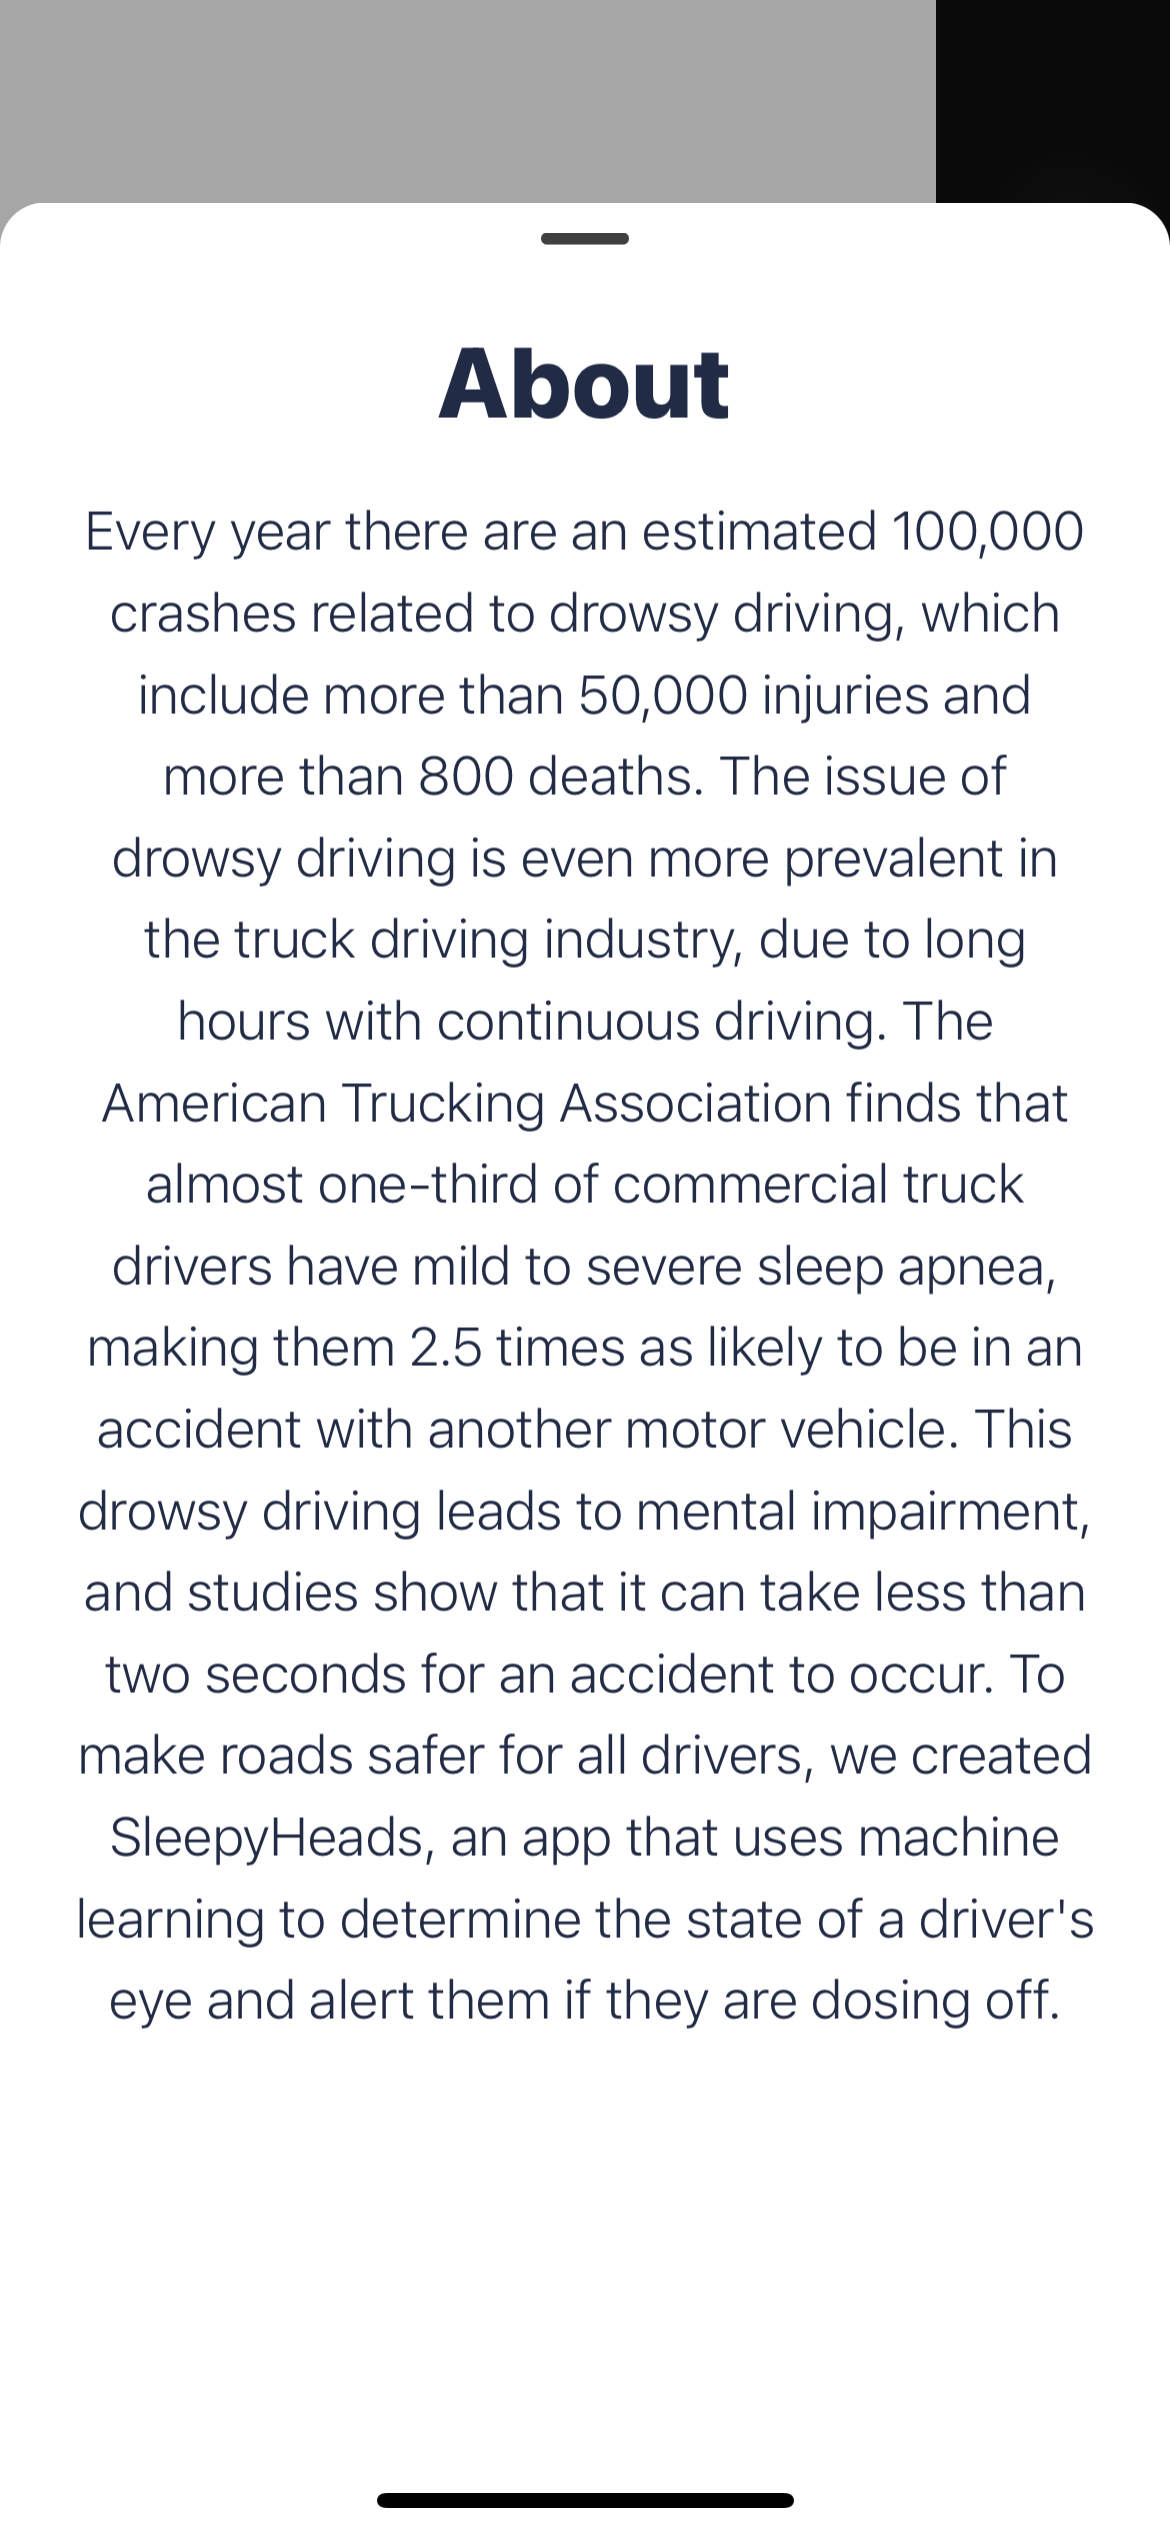 About
Every year there are an estimated 100,000
crashes related to drowsy driving, which
include more than 50,000 injuries and
more than 800 deaths. The issue of
drowsy driving is even more prevalent in
the truck driving industry, due to long
hours with continuous driving. The
American Trucking Association finds that
almost one-third of commercial truck
drivers have mild to severe sleep apnea,
making them 2.5 times as likely to be in an
accident with another motor vehicle. This
drowsy driving leads to mental impairment,
and studies show that it can take less than
two seconds for an accident to occur. To
make roads safer for all drivers, we created
SleepyHeads, an app that uses machine
learning to determine the state of a driver's
eye and alert them if they are dosing off.